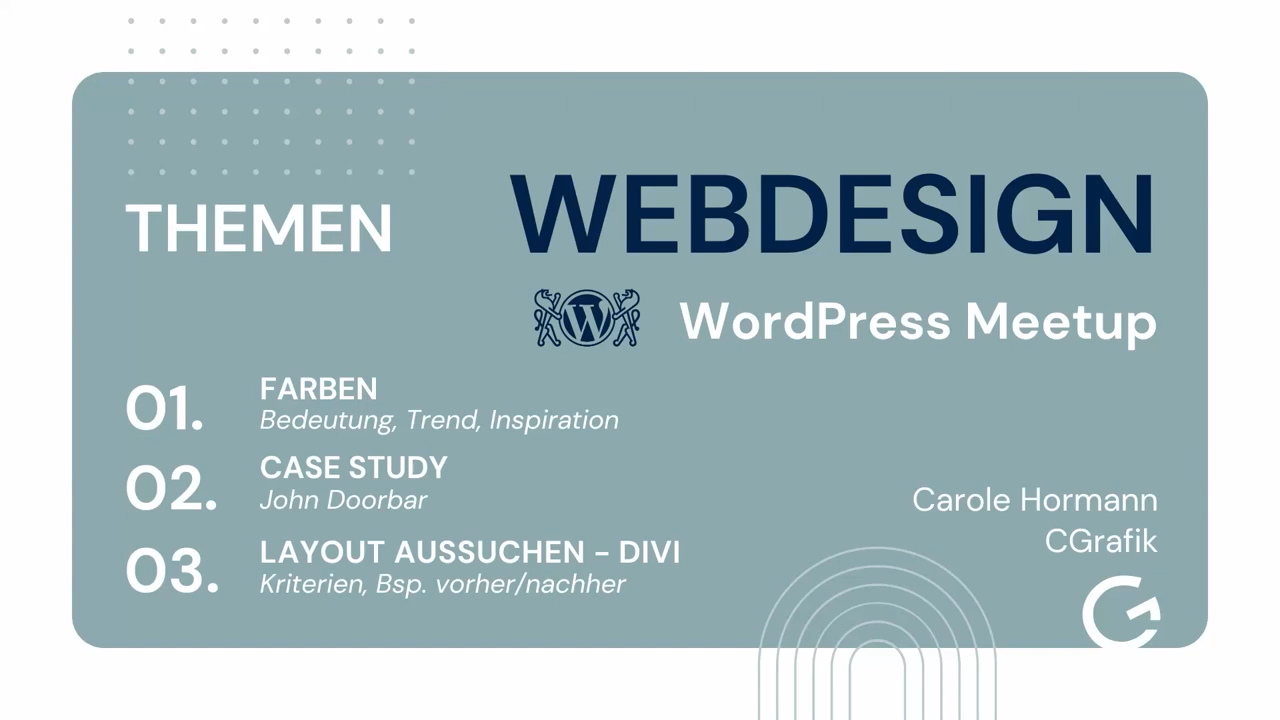 THEMEN
WEBDESIGN
WordPress Meetup
01.
FARBEN
Bedeutung, Trend, Inspiration
02.
CASE STUDY
John Doorbar
03.
LAYOUT AUSSUCHEN - DIVI
Kriterien, Bsp. vorher/nachher
Carole Hormann
CGrafik